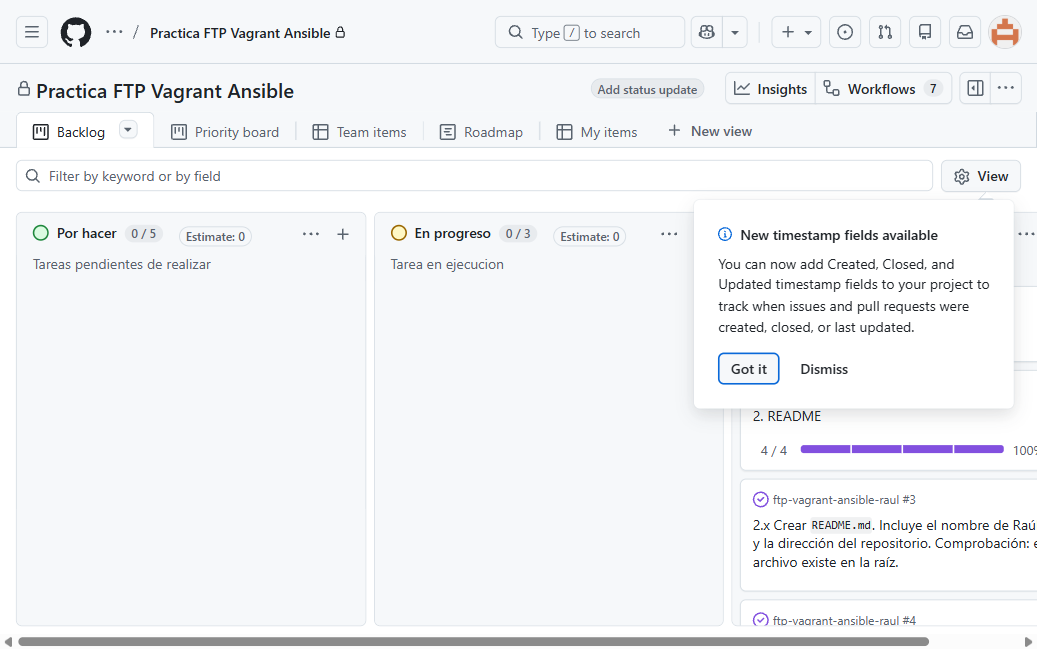 ... / Practica FTP Vagrant Ansible
Type / to search
Practica FTP Vagrant Ansible
Add status update
Insights
Workflows 7
Backlog
Priority board
Team items
Roadmap
My items
+ New view
Filter by keyword or by field
View
Por hacer 0 / 5 Estimate: 0
Tareas pendientes de realizar
En progreso 0 / 3 Estimate: 0
Tarea en ejecucion
New timestamp fields available
You can now add Created, Closed, and
Updated timestamp fields to your project to
track when issues and pull requests were
created, closed, or last updated.
Got it
Dismiss
2. README
4 / 4 100%
ftp-vagrant-ansible-raul #3
2.x Crear README.md. Incluye el nombre de Raú
y la dirección del repositorio. Comprobación: e
archivo existe en la raíz.
ftp-vagrant-ansible-raul #4